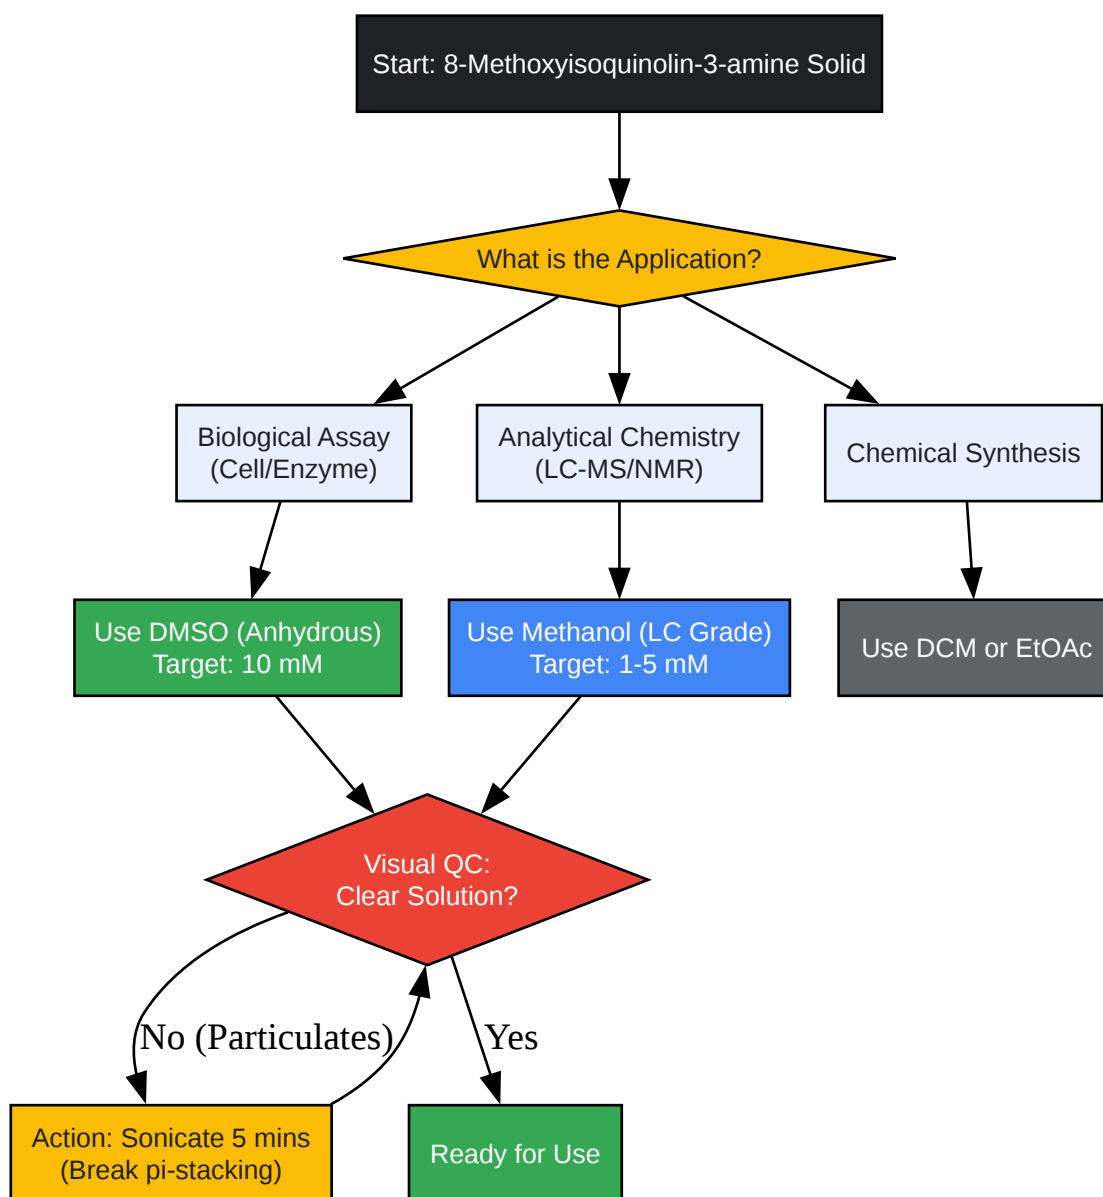 Start: 8-Methoxyisoquinolin-3-amine Solid
What is the Application?
Biological Assay
(Cell/Enzyme)
Analytical Chemistry
(LC-MS/NMR)
Chemical Synthesis
Use DMSO (Anhydrous)
Target: 10 mM
Use Methanol (LC Grade)
Target: 1-5 mM
Use DCM or EtOAc
Visual QC:
Clear Solution?
No (Particulates)
Yes
Action: Sonicate 5 mins
(Break pi-stacking)
Ready for Use